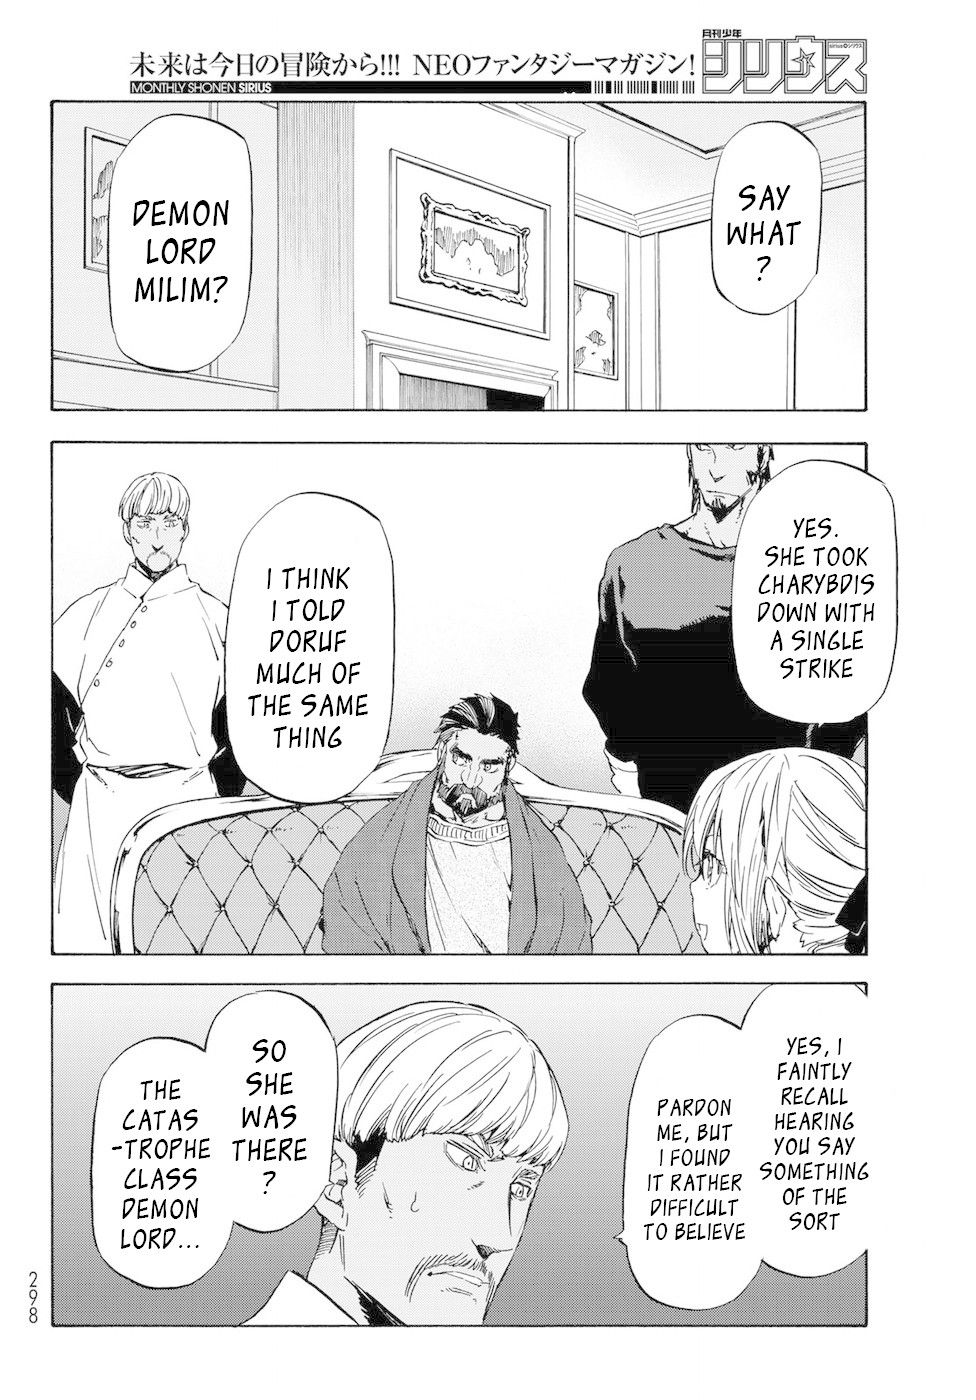 未来は今日の冒険から!!! NEOファンタジーマガジン!
MONTHLY SHONEN SIRIUS
月刊少年
シリウス
SAY
WHAT
?
DEMON
LORD
MILIM?
YES.
SHE TOOK
CHARYBDIS
DOWN WITH
A SINGLE
STRIKE
I THINK
I TOLD
DORUF
MUCH OF
THE SAME
THING
YES, I
FAINTLY
RECALL
HEARING
YOU SAY
SOMETHING
OF THE
SORT
PARDON
ME, BUT
I FOUND
IT RATHER
DIFFICULT
TO BELIEVE
SO
SHE
WAS
THERE
?
THE
CATAS
-TROPHE
CLASS
DEMON
LORD...
298